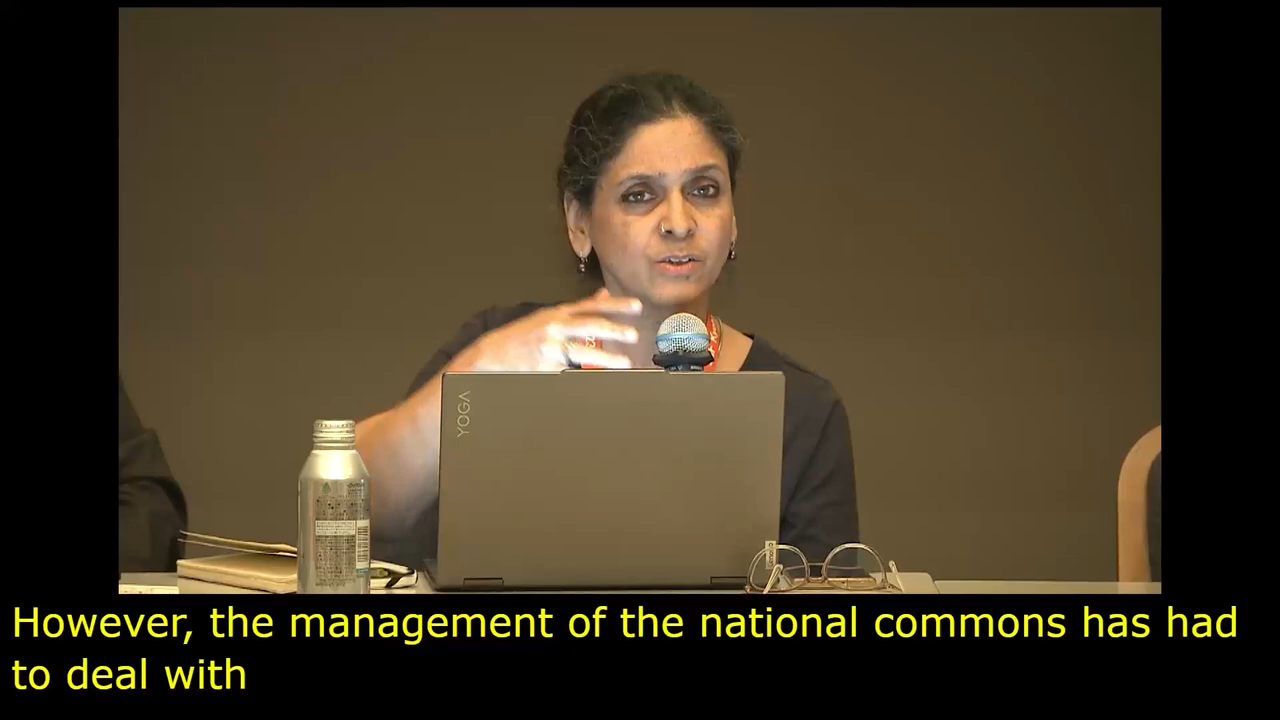 YOGA
However, the management of the national commons has had
to deal with